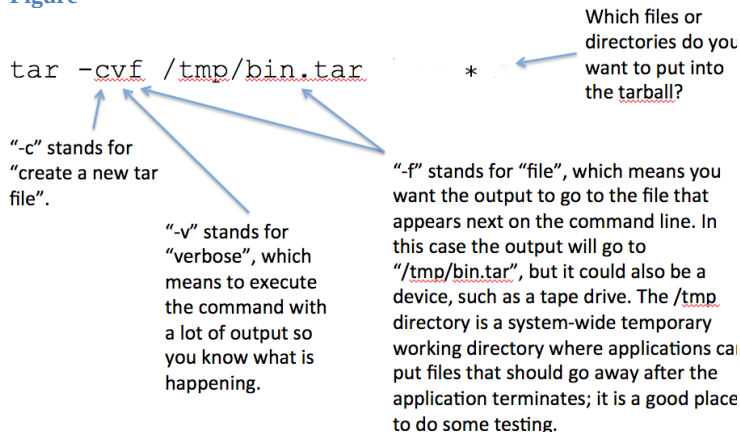 Figure
Which files or
directories do you
want to put into
the tarball?
tar -cvf /tmp/bin.tar *
"-c" stands for
"create a new tar
file".
"-v" stands for
"verbose", which
means to execute
the command with
a lot of output so
you know what is
happening.
"-f" stands for "file", which means you
want the output to go to the file that
appears next on the command line. In
this case the output will go to
"/tmp/bin.tar", but it could also be a
device, such as a tape drive. The /tmp
directory is a system-wide temporary
working directory where applications can
put files that should go away after the
application terminates; it is a good place
to do some testing.